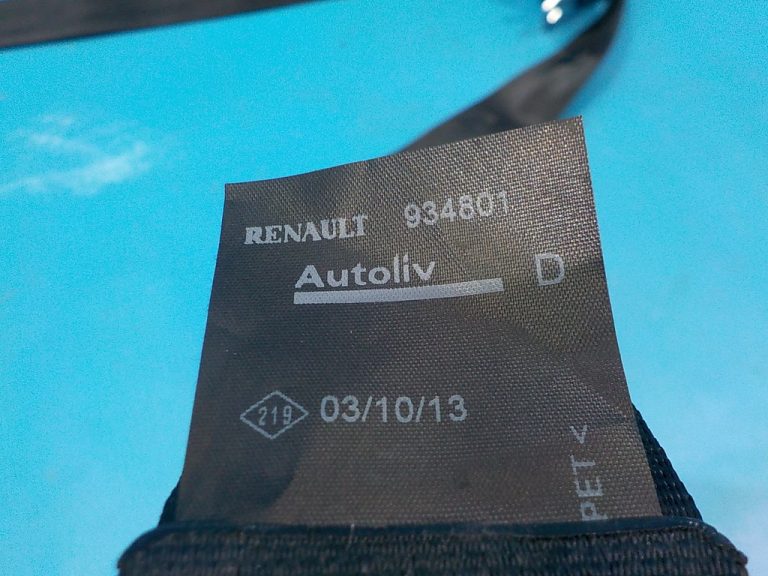 RENAULT 934801
Autoliv D
219 03/10/13
PET <